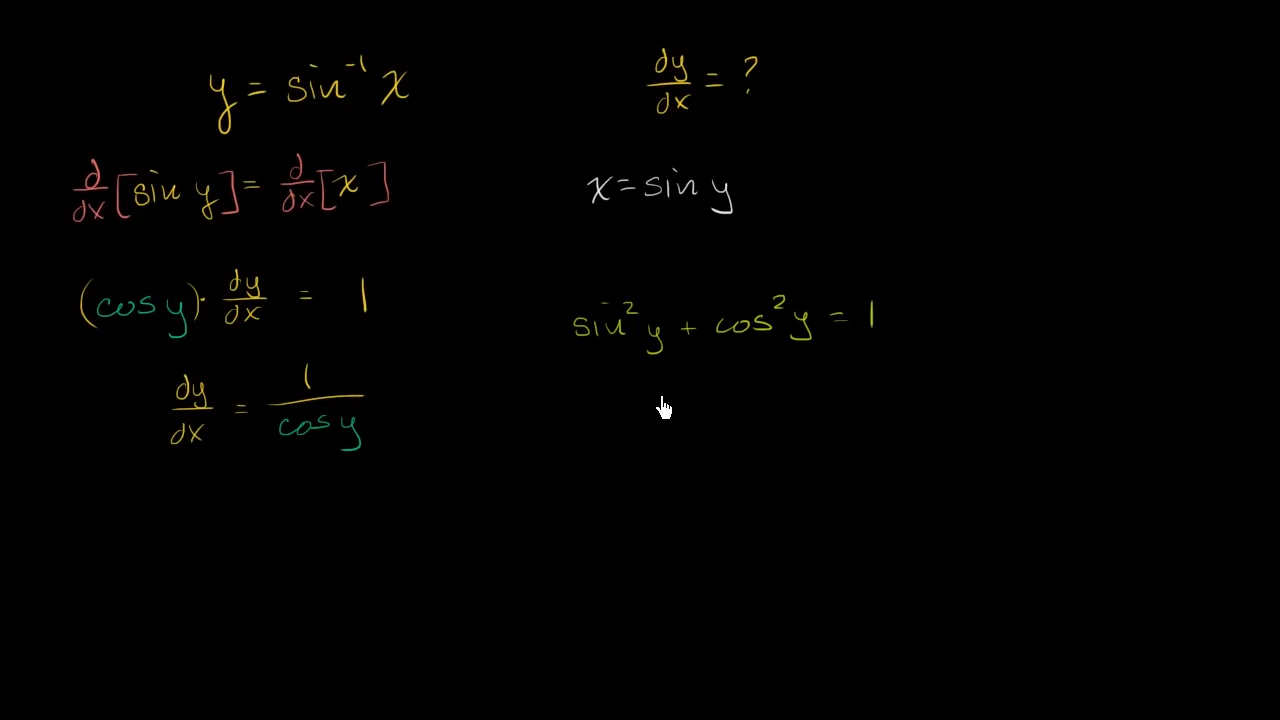 y = sin⁻¹ x
dy/dx = ?
d/dx [sin y] = d/dx [x]
x = sin y
(cos y) · dy/dx = 1
sin² y + cos² y = 1
dy/dx = 1/cos y